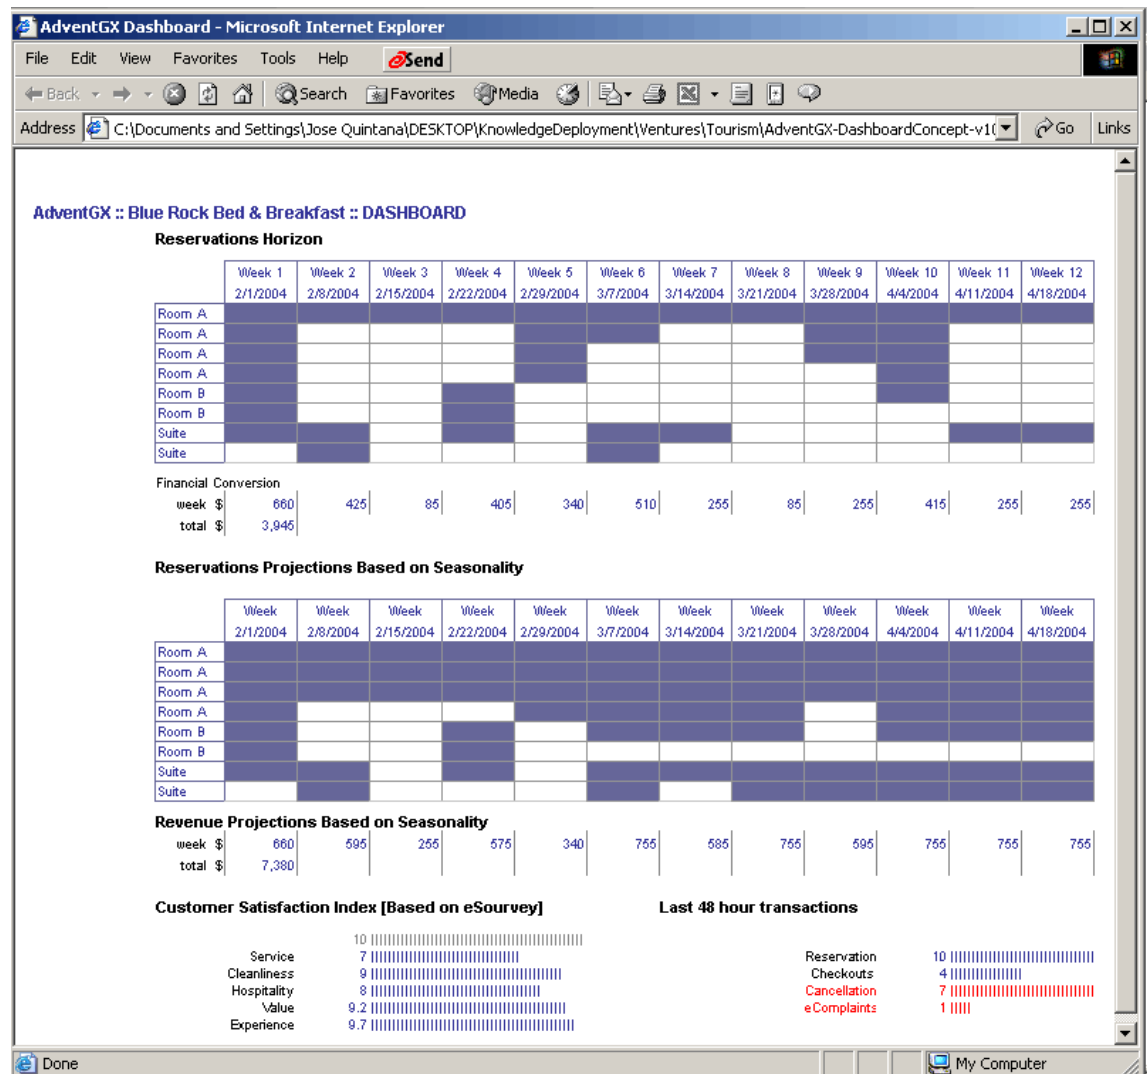 AdventGX Dashboard - Microsoft Internet Explorer
File Edit View Favorites Tools Help eSend
Back Search Favorites Media
Address C:\Documents and Settings\Jose Quintana\DESKTOP\KnowledgeDeployment\Ventures\Tourism\AdventGX-DashboardConcept-v1 Go Links
AdventGX :: Blue Rock Bed & Breakfast :: DASHBOARD
Reservations Horizon
Week 1 Week 2 Week 3 Week 4 Week 5 Week 6 Week 7 Week 8 Week 9 Week 10 Week 11 Week 12
2/1/2004 2/8/2004 2/15/2004 2/22/2004 2/29/2004 3/7/2004 3/14/2004 3/21/2004 3/28/2004 4/4/2004 4/11/2004 4/18/2004
Room A
Room A
Room A
Room A
Room B
Room B
Suite
Suite
Financial Conversion
week $ 660 425 85 405 340 510 255 85 255 415 255 255
total $ 3,945
Reservations Projections Based on Seasonality
Week Week Week Week Week Week Week Week Week Week Week Week
2/1/2004 2/8/2004 2/15/2004 2/22/2004 2/29/2004 3/7/2004 3/14/2004 3/21/2004 3/28/2004 4/4/2004 4/11/2004 4/18/2004
Room A
Room A
Room A
Room A
Room B
Room B
Suite
Suite
Revenue Projections Based on Seasonality
week $ 660 595 255 575 340 755 585 755 595 755 755 755
total $ 7,380
Customer Satisfaction Index [Based on eSourvey] Last 48 hour transactions
10
Service 7 Reservation 10
Cleanliness 9 Checkouts 4
Hospitality 8 Cancellation 7
Value 9.2 eComplaints 1
Experience 9.7
Done My Computer